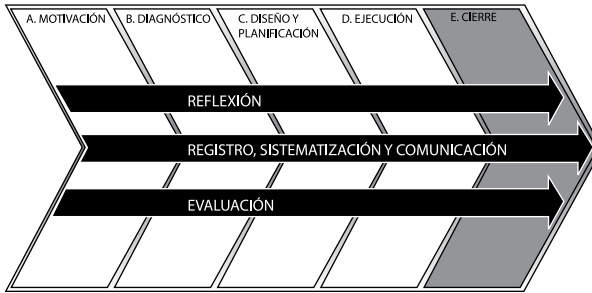 A. MOTIVACIÓN
B. DIAGNÓSTICO
C. DISEÑO Y
PLANIFICACIÓN
D. EJECUCIÓN
E. CIERRE
REFLEXIÓN
REGISTRO, SISTEMATIZACIÓN Y COMUNICACIÓN
EVALUACIÓN